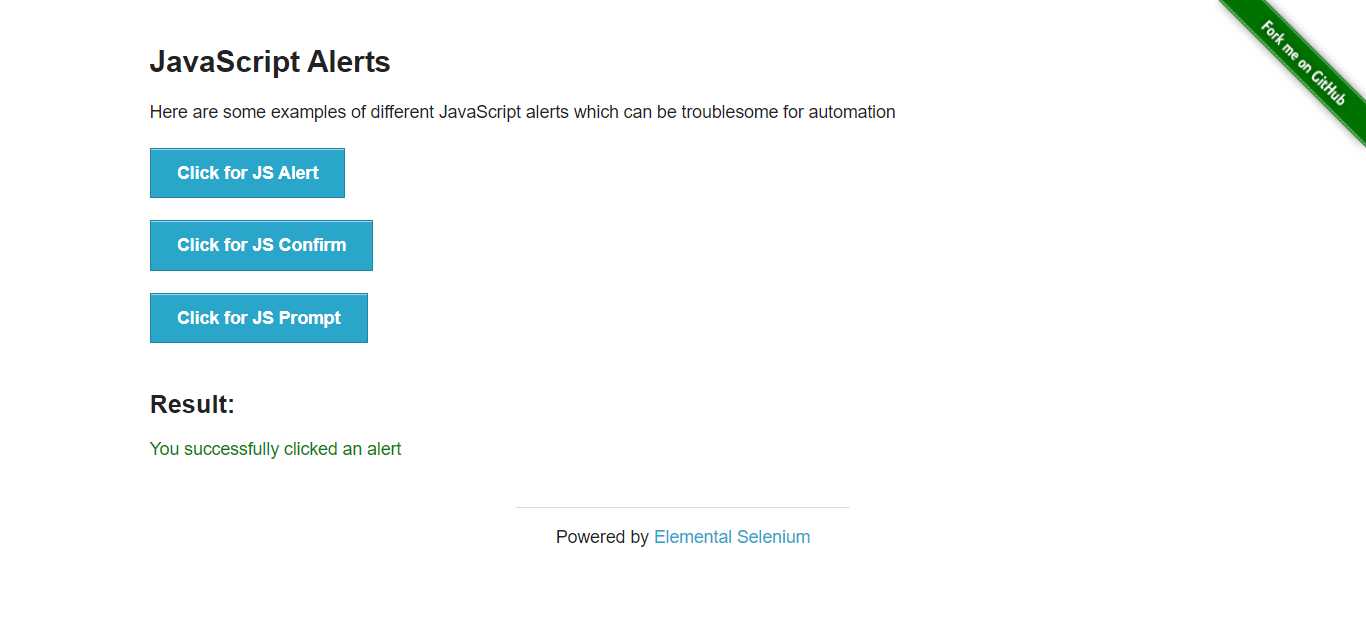 Fork me on GitHub
JavaScript Alerts
Here are some examples of different JavaScript alerts which can be troublesome for automation
Click for JS Alert
Click for JS Confirm
Click for JS Prompt
Result:
You successfully clicked an alert
Powered by Elemental Selenium